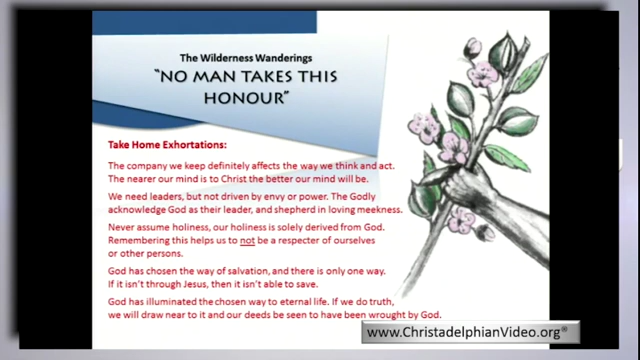 The Wilderness Wanderings
"NO MAN TAKES THIS
HONOUR"
Take Home Exhortations:
The company we keep definitely affects the way we think and act.
The nearer our mind is to Christ the better our mind will be.
We need leaders, but not driven by envy or power. The Godly
acknowledge God as their leader, and shepherd in loving meekness.
Never assume holiness, our holiness is solely derived from God.
Remembering this helps us to not be a respecter of ourselves
or other persons.
God has chosen the way of salvation, and there is only one way.
If it isn't through Jesus, then it isn't able to save.
God has illuminated the chosen way to eternal life. If we do truth,
we will draw near to it and our deeds be seen to have been wrought by God.
www.ChristadelphianVideo.org®